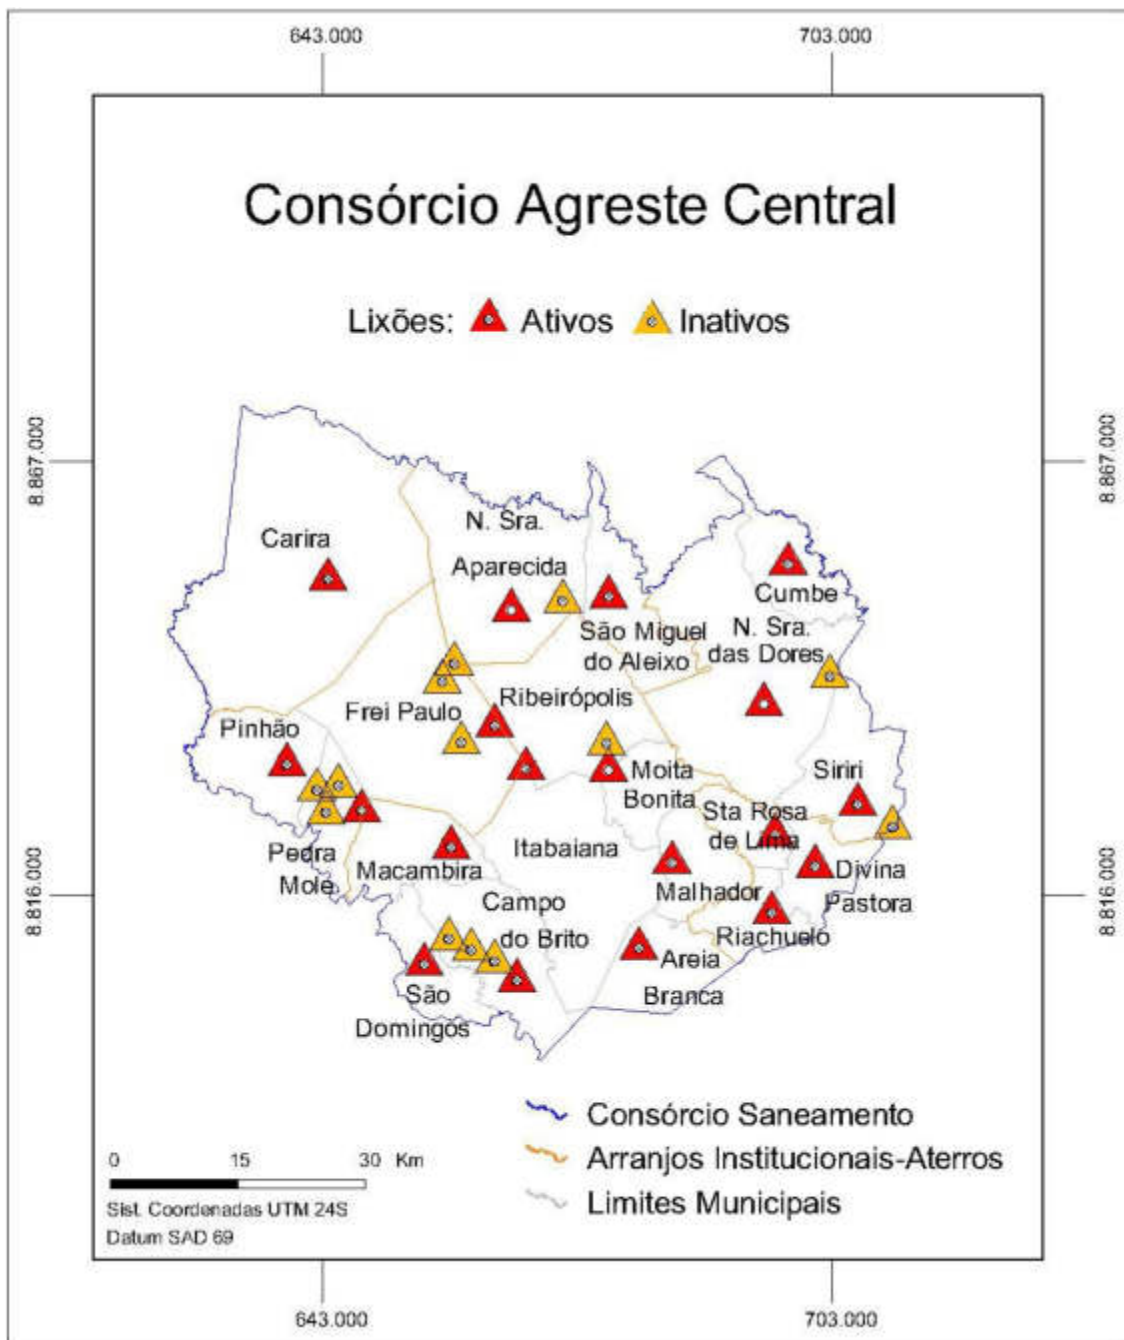 643.000
703.000
Consórcio Agreste Central
Lixões: Ativos Inativos
8.867.000
8.867.000
N. Sra.
Aparecida
Carira
Cumbe
São Miguel
do Aleixo
N. Sra.
das Dores
Ribeirópolis
Frei Paulo
Pinhão
Moita
Bonita
Siriri
Sta Rosa
de Lima
Itabaiana
Pedra
Mole
Macambira
Malhador
Divina
Pastora
8.816.000
8.816.000
Campo
do Brito
Riachuelo
Areia
Branca
São
Domingos
Consórcio Saneamento
Arranjos Institucionais-Aterros
Limites Municipais
0 15 30 Km
Sist. Coordenadas UTM 24S
Datum SAD 69
643.000
703.000